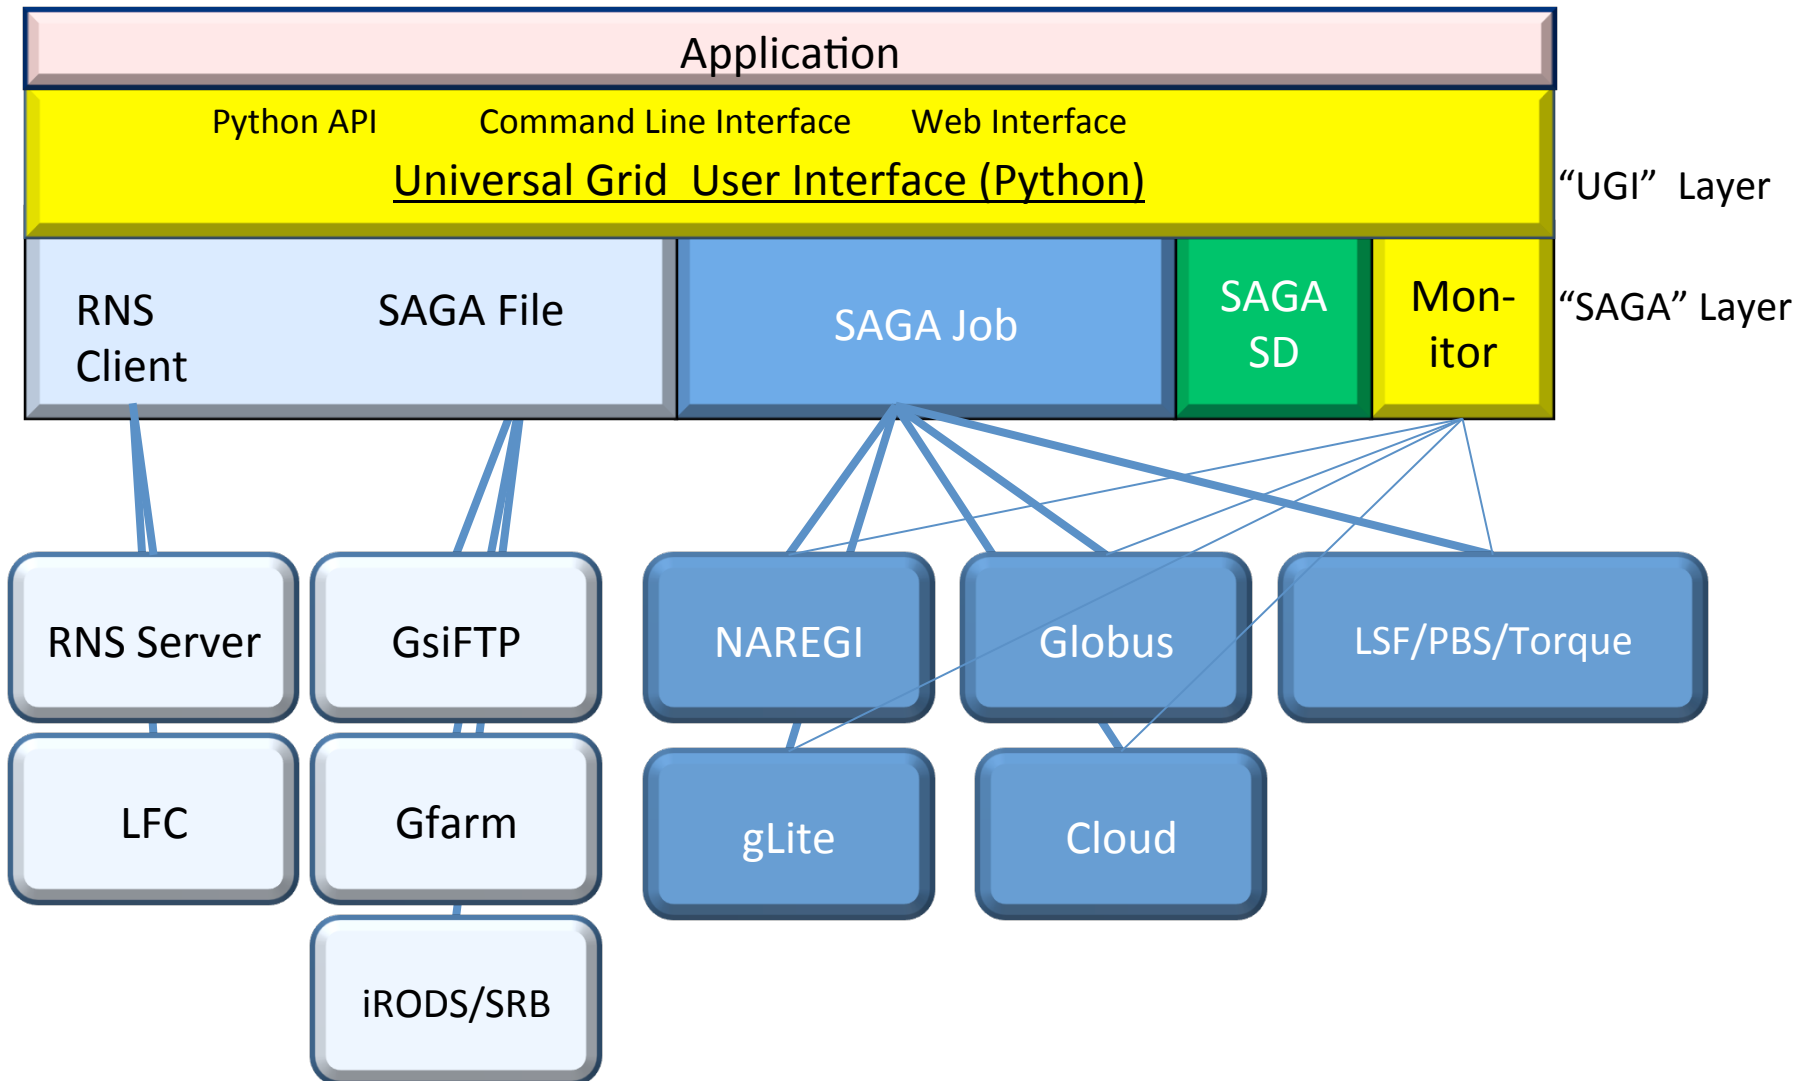 Application
Python API
Command Line Interface
Web Interface
Universal Grid  User Interface (Python)
“UGI”  Layer
RNS
Client
SAGA File
SAGA Job
SAGA
SD
Mon-
itor
“SAGA” Layer
RNS Server
GsiFTP
NAREGI
Globus
LSF/PBS/Torque
LFC
Gfarm
gLite
Cloud
iRODS/SRB